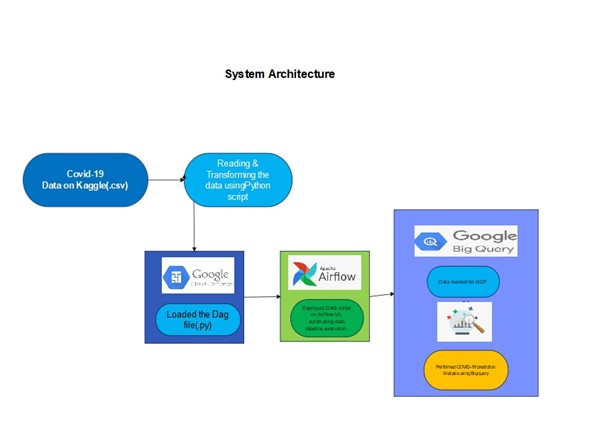 System Architecture
Covid-19
Data on Kaggle(.csv)
Reading &
Transforming the
data usingPython
script
Google
Cloud Composer
Loaded the Dag
file(.py)
Apache
Airflow
Deployed DAG script
on Airflow UI,
automating data
pipeline execution.
Google
Big Query
Data loaded into GCP
Performed COVID-19 prediction
Analysis using Bigquery